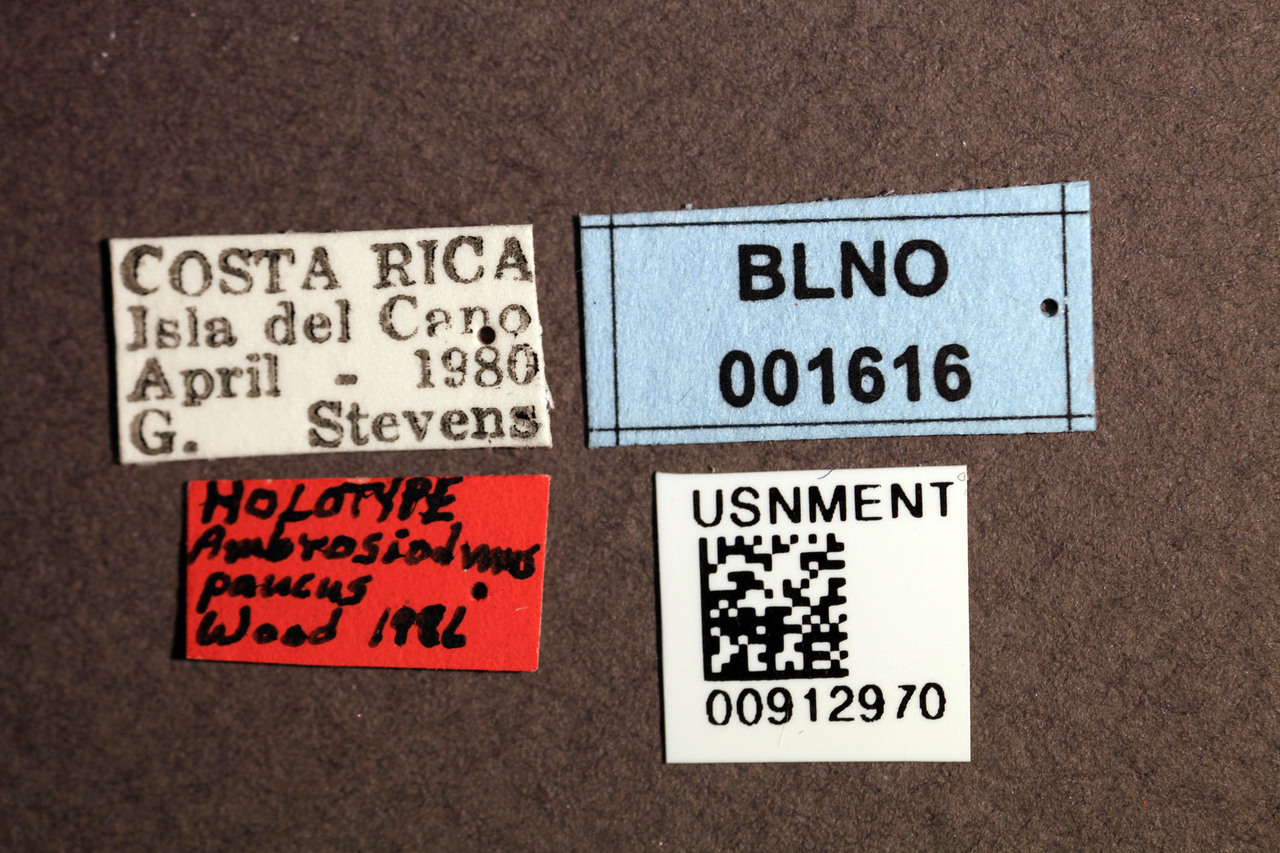 COSTA RICA
Isla del Cano
April - 1980
G. Stevens
BLNO
001616
HOLOTYPE
Ambrosiodmus
paucus
Wood 1986
USNMENT
00912970